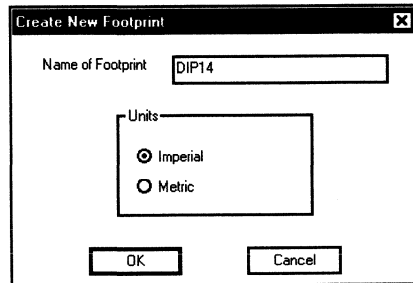 Create New Footprint
Name of Footprint
DIP14
Units
Imperial
Metric
OK
Cancel